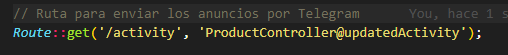 // Ruta para enviar los anuncios por Telegram You, hace 1 s
Route::get('/activity', 'ProductController@updatedActivity');